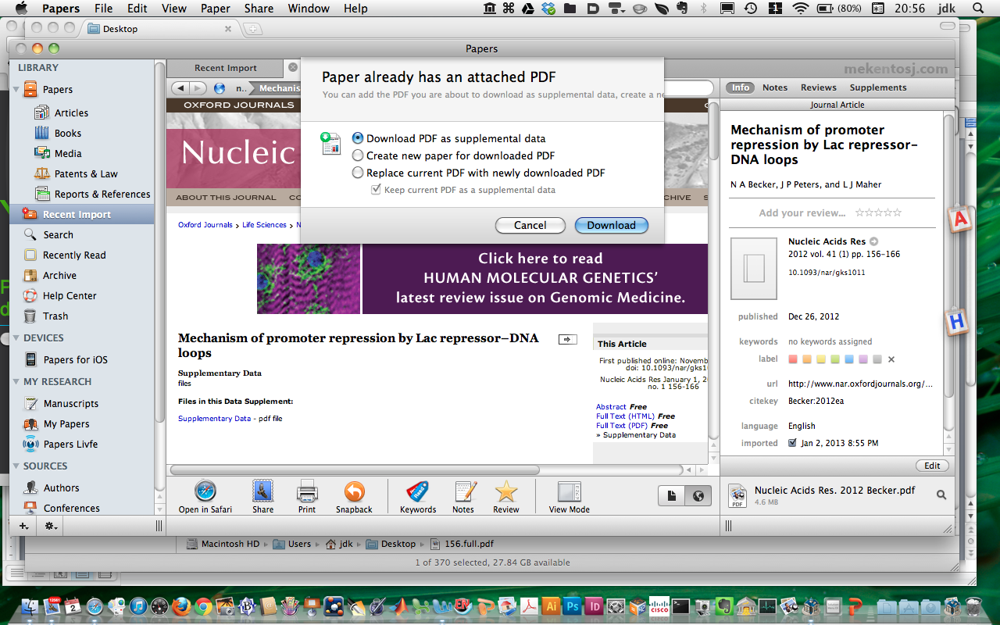 Papers File Edit View Paper Share Window Help (80%) 20:56 jdk
Desktop
Papers
LIBRARY
Papers
Articles
Books
Media
Patents & Law
Reports & References
Recent Import
Search
Recently Read
Archive
Help Center
Trash
DEVICES
Papers for iOS
MY RESEARCH
Manuscripts
My Papers
Papers Livfe
SOURCES
Authors
Conferences
Recent Import
n.. Mechanis
OXFORD JOURNALS
Nucleic
ABOUT THIS JOURNAL
Oxford Journals > Life Sciences > N
Paper already has an attached PDF
You can add the PDF you are about to download as supplemental data, create a ne
Download PDF as supplemental data
Create new paper for downloaded PDF
Replace current PDF with newly downloaded PDF
Keep current PDF as a supplemental data
Cancel
Download
Click here to read
HUMAN MOLECULAR GENETICS'
latest review issue on Genomic Medicine.
Mechanism of promoter repression by Lac repressor–DNA
loops
Supplementary Data
files
Files in this Data Supplement:
Supplementary Data - pdf file
This Article
First published online: Novemb
doi: 10.1093/nar/gks1
Nucleic Acids Res January 1, 2
no. 1 156-166
Abstract Free
Full Text (HTML) Free
Full Text (PDF) Free
» Supplementary Data
Open in Safari
Share
Print
Snapback
Keywords
Notes
Review
View Mode
mekentosj.com
Info Notes Reviews Supplements
Journal Article
Mechanism of promoter
repression by Lac repressor–
DNA loops
N A Becker, J P Peters, and L J Maher
Add your review...
Nucleic Acids Res
2012 vol. 41 (1) pp. 156-166
10.1093/nar/gks1011
published Dec 26, 2012
keywords no keywords assigned
label
url http://www.nar.oxfordjournals.org/...
citekey Becker:2012ea
language English
imported Jan 2, 2013 8:55 PM
Edit
Nucleic Acids Res. 2012 Becker.pdf
4.6 MB
PDF
A
H
Macintosh HD Users jdk Desktop 156.full.pdf
1 of 370 selected, 27.84 GB available
2
EN
Ai
Ps
Id
CISCO